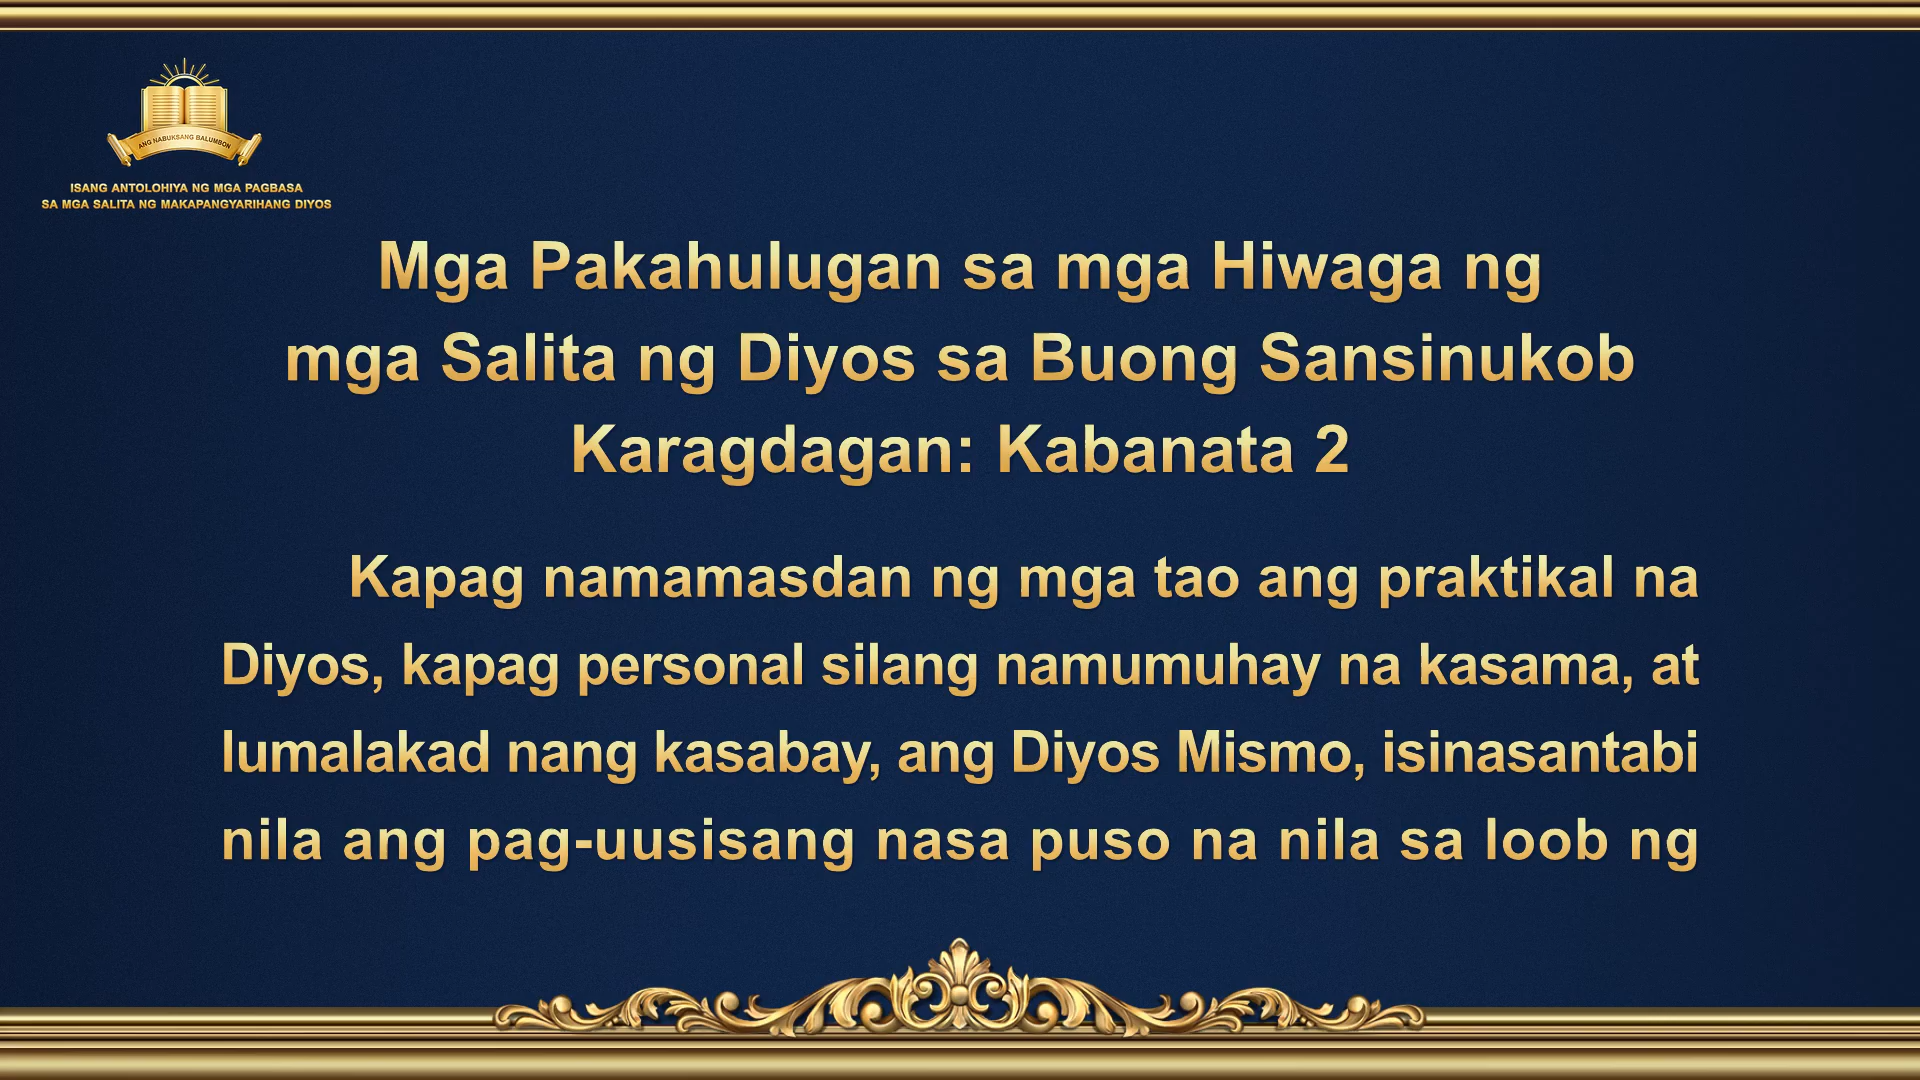 ANG NABUKSANG BALUMBON
ISANG ANTOLOHIYA NG MGA PAGBASA
SA MGA SALITA NG MAKAPANGYARIHANG DIYOS
Mga Pakahulugan sa mga Hiwaga ng
mga Salita ng Diyos sa Buong Sansinukob
Karagdagan: Kabanata 2
Kapag namamasdan ng mga tao ang praktikal na
Diyos, kapag personal silang namumuhay na kasama, at
lumalakad nang kasabay, ang Diyos Mismo, isinasantabi
nila ang pag-uusisang nasa puso na nila sa loob ng